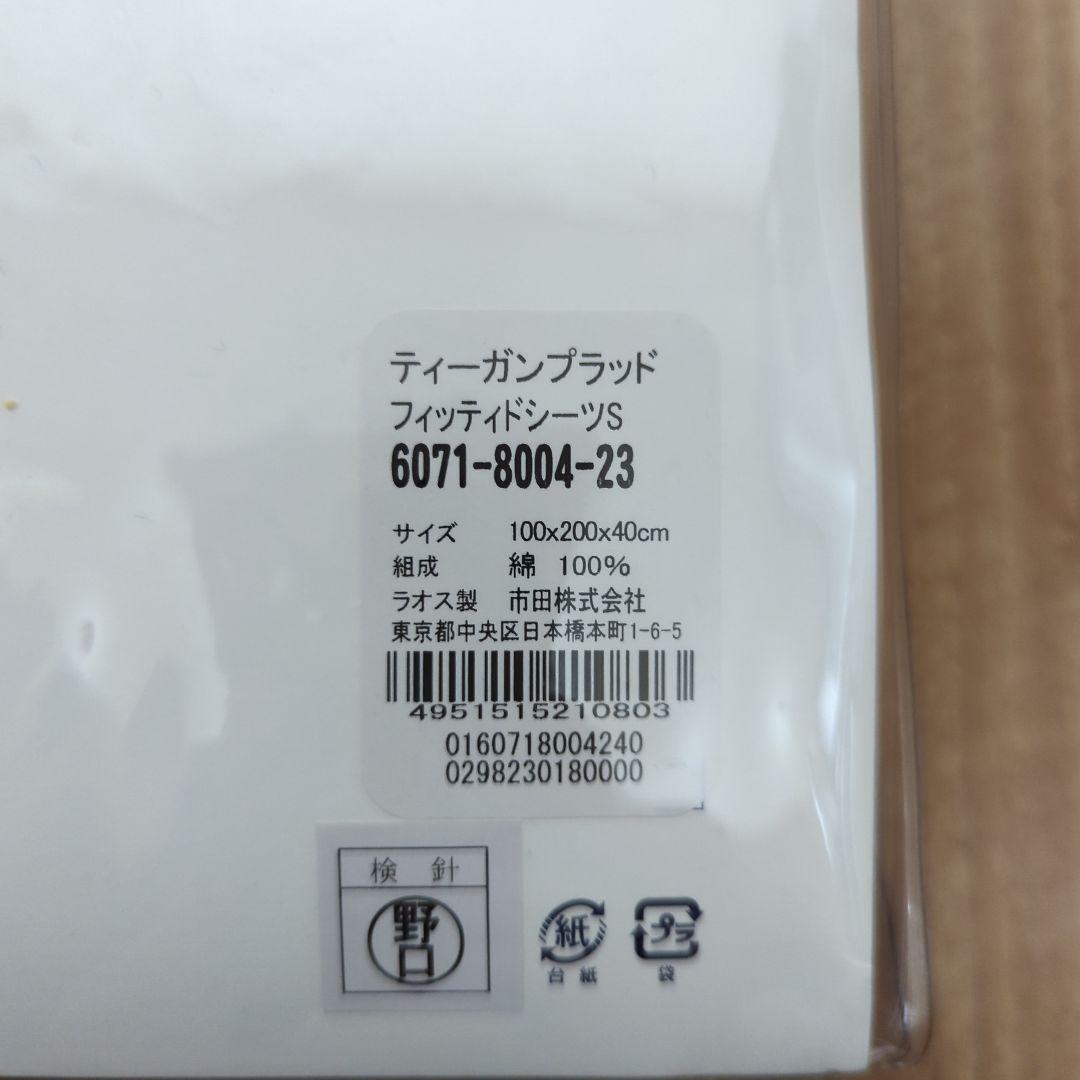 ティーガンプラッド
フィッティドシーツS
6071-8004-23
サイズ 100x200x40cm
組成 綿 100%
ラオス製 市田株式会社
東京都中央区日本橋本町1-6-5
4951515210803
0160718004240
0298230180000
検 針
野口
紙
台紙
プラ
袋